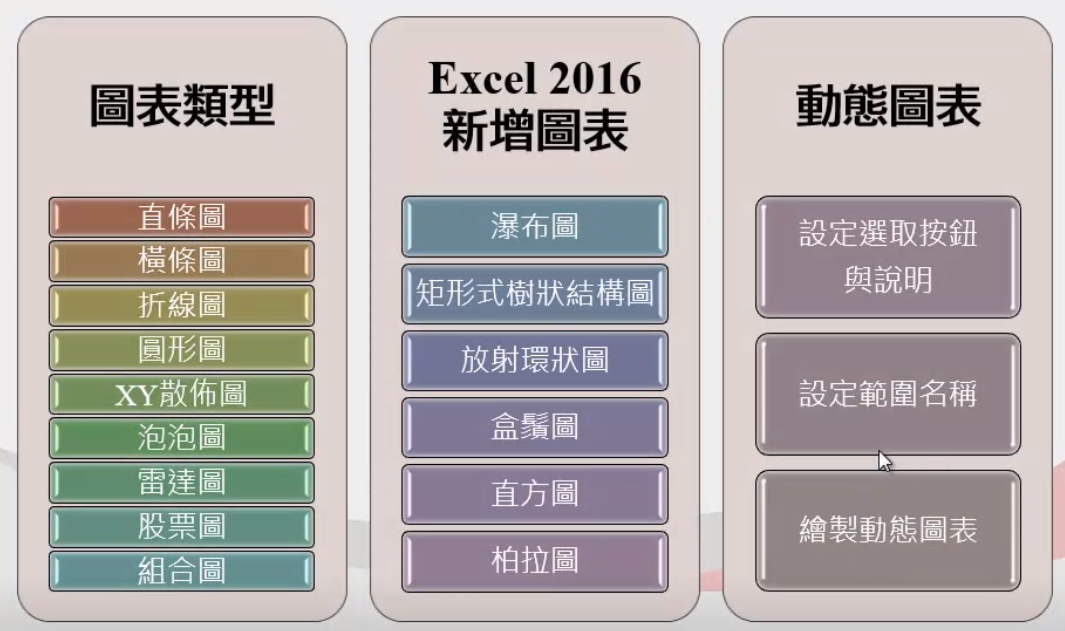 圖表類型
直條圖
橫條圖
折線圖
圓形圖
XY散佈圖
泡泡圖
雷達圖
股票圖
組合圖
Excel 2016
新增圖表
瀑布圖
矩形式樹狀結構圖
放射環狀圖
盒鬚圖
直方圖
柏拉圖
動態圖表
設定選取按鈕
與說明
設定範圍名稱
繪製動態圖表